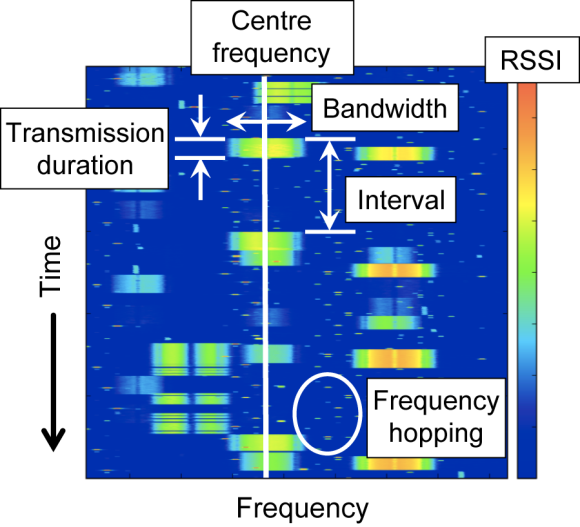 Centre
frequency
RSSI
Transmission
duration
Bandwidth
Interval
Time
Frequency
hopping
Frequency